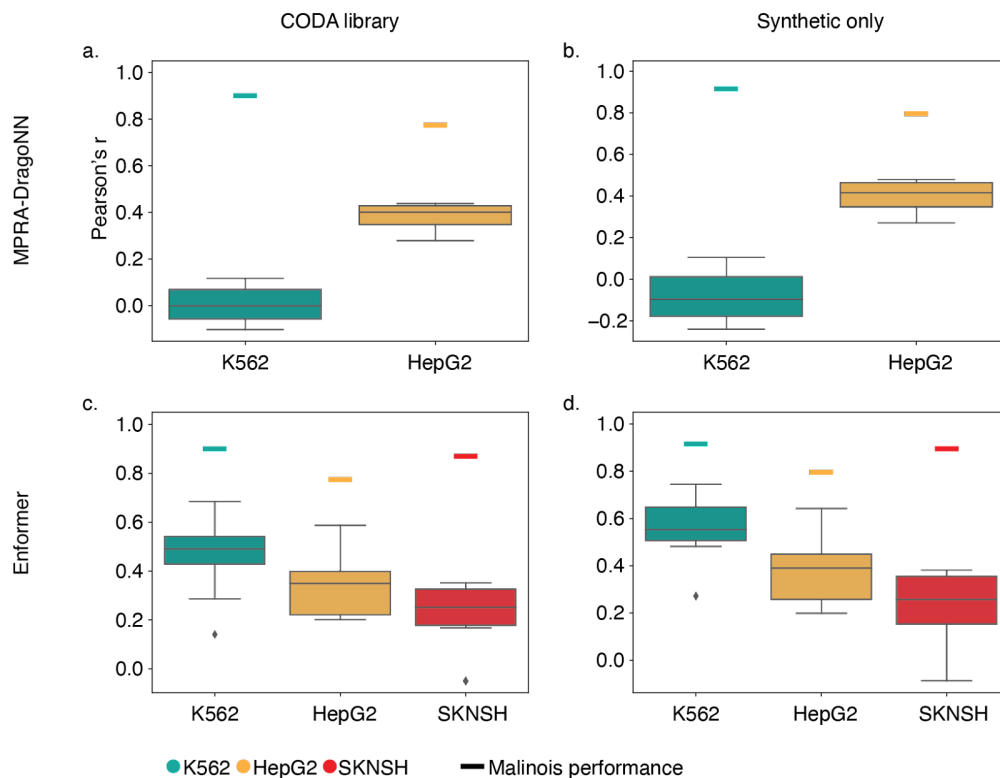 CODA library
Synthetic only
MPRA-DragoNN
a.
Pearson's r
1.0
0.8
0.6
0.4
0.2
0.0
K562
HepG2
b.
1.0
0.8
0.6
0.4
0.2
0.0
−0.2
K562
HepG2
Enformer
c.
1.0
0.8
0.6
0.4
0.2
0.0
K562
HepG2
SKNSH
d.
1.0
0.8
0.6
0.4
0.2
0.0
K562
HepG2
SKNSH
K562 HepG2 SKNSH Malinois performance